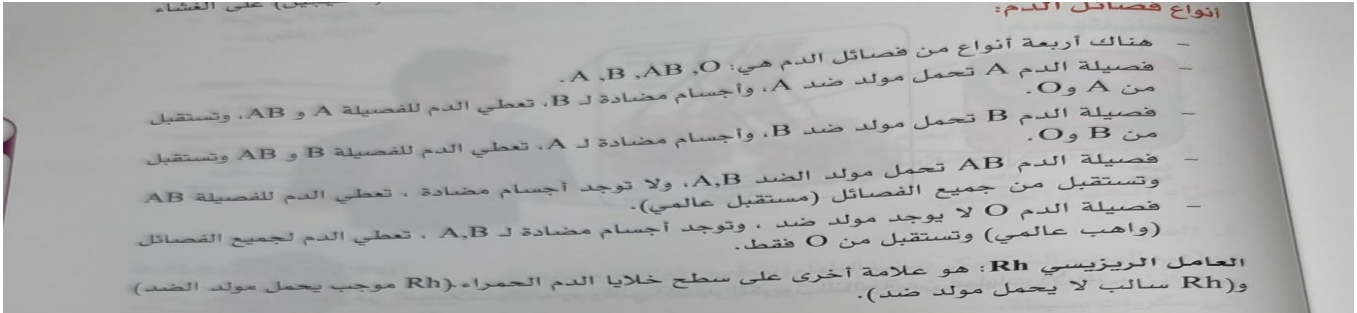 على الغشاء
أنواع فصائل الدم:
- هناك أربعة أنواع من فصائل الدم هي: A ,B ,AB ,O.
- فصيلة الدم A تحمل مولد ضد A، وأجسام مضادة لـ B، تعطي الدم للفصيلة A و AB، وتستقبل
من A وO.
- فصيلة الدم B تحمل مولد ضد B، وأجسام مضادة لـ A، تعطي الدم للفصيلة B و AB وتستقبل
من B وO.
- فصيلة الدم AB تحمل مولد الضد A,B، ولا توجد أجسام مضادة ، تعطي الدم للفصيلة AB
وتستقبل من جميع الفصائل (مستقبل عالمي).
- فصيلة الدم O لا يوجد مولد ضد ، وتوجد أجسام مضادة لـ A,B ، تعطي الدم لجميع الفصائل
(واهب عالمي) وتستقبل من O فقط.
العامل الريزيسي Rh: هو علامة أخرى على سطح خلايا الدم الحمراء.(Rh موجب يحمل مولد الضد)
و(Rh سالب لا يحمل مولد ضد).